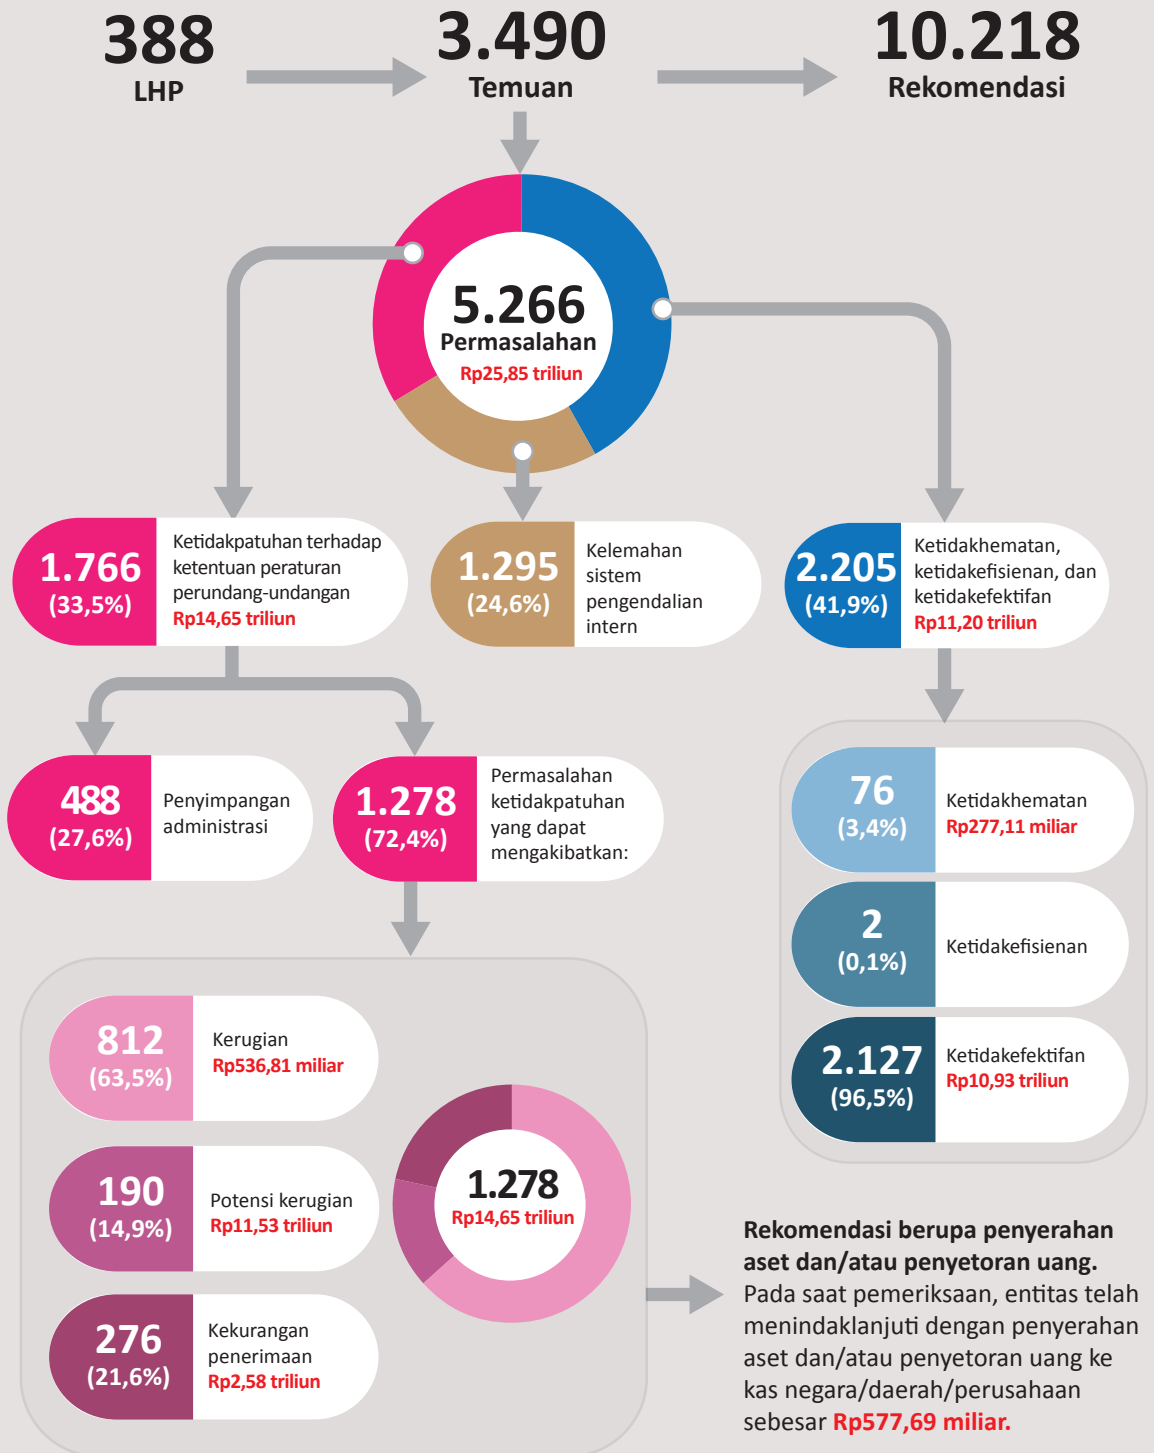 388
LHP
3.490
Temuan
10.218
Rekomendasi
5.266
Permasalahan
Rp25,85 triliun
1.766
(33,5%)
Ketidakpatuhan terhadap
ketentuan peraturan
perundang-undangan
Rp14,65 triliun
1.295
(24,6%)
Kelemahan
sistem
pengendalian
intern
2.205
(41,9%)
Ketidakhematan,
ketidakefisienan, dan
ketidakefektifan
Rp11,20 triliun
488
(27,6%)
Penyimpangan
administrasi
1.278
(72,4%)
Permasalahan
ketidakpatuhan
yang dapat
mengakibatkan:
76
(3,4%)
Ketidakhematan
Rp277,11 miliar
2
(0,1%)
Ketidakefisienan
2.127
(96,5%)
Ketidakefektifan
Rp10,93 triliun
812
(63,5%)
Kerugian
Rp536,81 miliar
190
(14,9%)
Potensi kerugian
Rp11,53 triliun
276
(21,6%)
Kekurangan
penerimaan
Rp2,58 triliun
1.278
Rp14,65 triliun
Rekomendasi berupa penyerahan
aset dan/atau penyetoran uang.
Pada saat pemeriksaan, entitas telah
menindaklanjuti dengan penyerahan
aset dan/atau penyetoran uang ke
kas negara/daerah/perusahaan
sebesar Rp577,69 miliar.